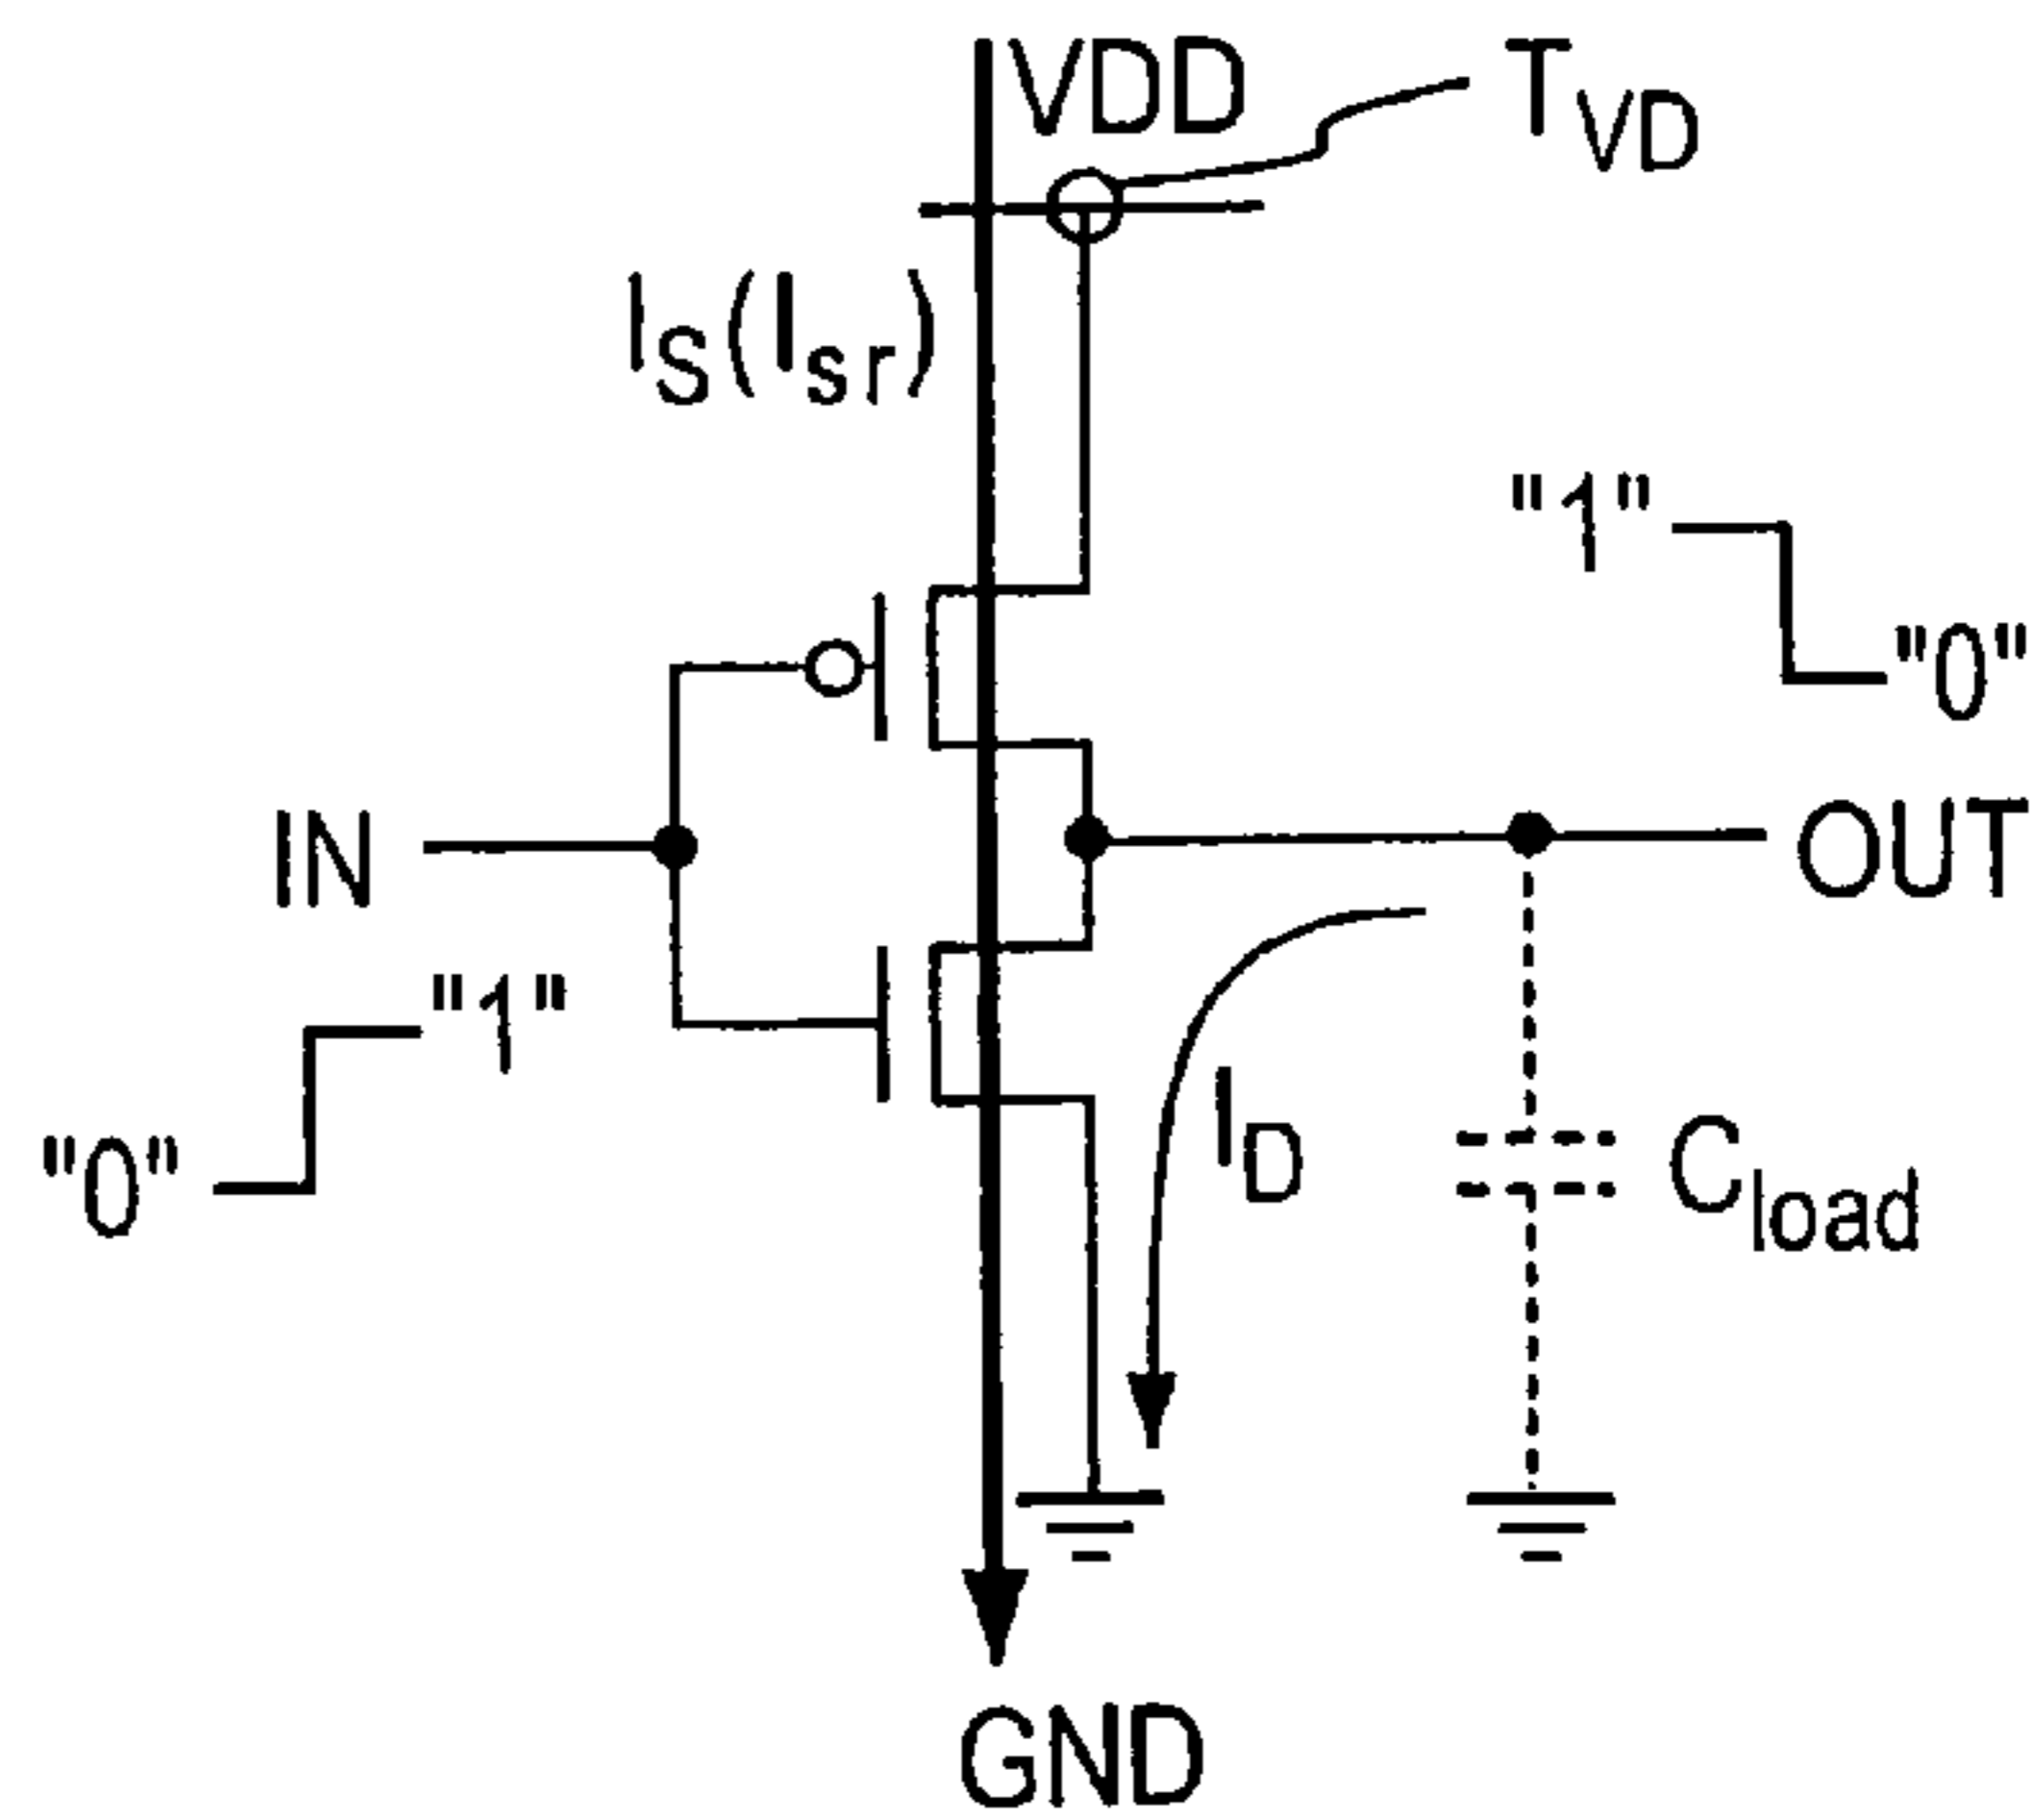 VDD
TVD
IS(Isr)
"1"
"0"
IN
OUT
"1"
"0"
ID
Cload
GND